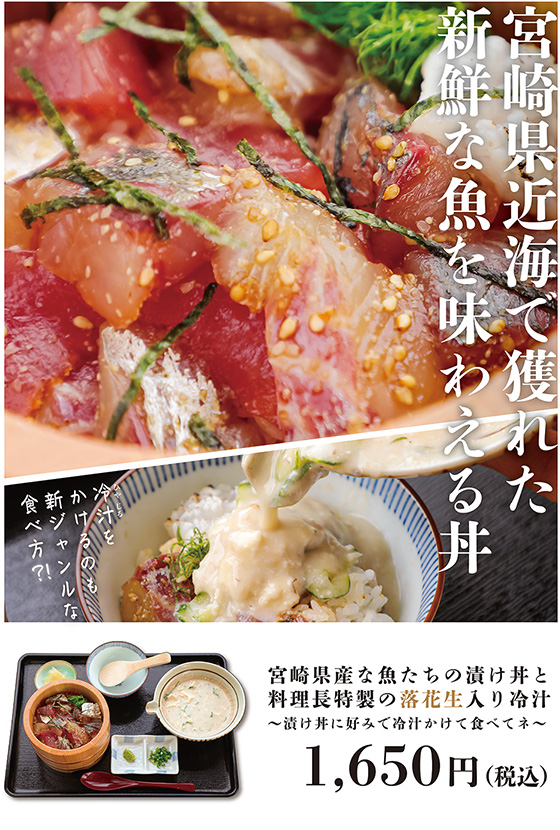 宮崎県近海で獲れた
新鮮な魚を味わえる丼
冷汁を
ひやじる
かけるのも
新ジャンルな
食べ方?!
宮崎県産な魚たちの漬け丼と
料理長特製の落花生入り冷汁
～漬け丼に好みで冷汁かけて食べてネ～
1,650円(税込)